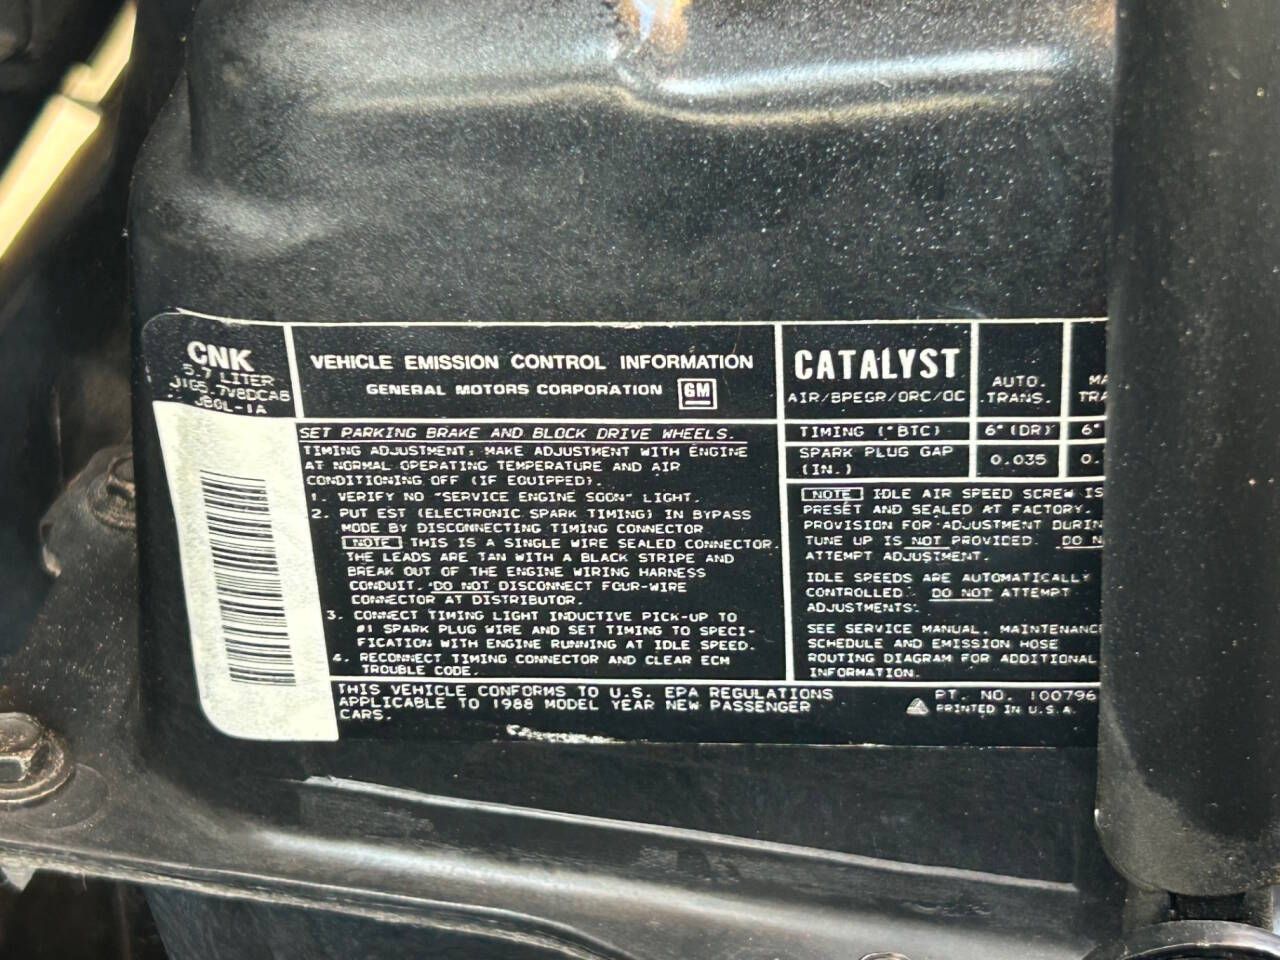 CNK
5.7 LITER
J1G5.7V8DCA8
JB0L-1A
VEHICLE EMISSION CONTROL INFORMATION
GENERAL MOTORS CORPORATION GM
SET PARKING BRAKE AND BLOCK DRIVE WHEELS.
TIMING ADJUSTMENT: MAKE ADJUSTMENT WITH ENGINE
AT NORMAL OPERATING TEMPERATURE AND AIR
CONDITIONING OFF (IF EQUIPPED).
1. VERIFY NO "SERVICE ENGINE SOON" LIGHT.
2. PUT EST (ELECTRONIC SPARK TIMING) IN BYPASS
MODE BY DISCONNECTING TIMING CONNECTOR
NOTE THIS IS A SINGLE WIRE SEALED CONNECTOR.
THE LEADS ARE TAN WITH A BLACK STRIPE AND
BREAK OUT OF THE ENGINE WIRING HARNESS
CONDUIT. DO NOT DISCONNECT FOUR-WIRE
CONNECTOR AT DISTRIBUTOR.
3. CONNECT TIMING LIGHT INDUCTIVE PICK-UP TO
#1 SPARK PLUG WIRE AND SET TIMING TO SPECI-
FICATION WITH ENGINE RUNNING AT IDLE SPEED.
4. RECONNECT TIMING CONNECTOR AND CLEAR ECM
TROUBLE CODE.
CATALYST
AIR/BPEGR/ORC/OC
AUTO.
TRANS.
MA
TRA
TIMING (°BTC) 6° (DR) 6°
SPARK PLUG GAP
(IN.) 0.035 0.
NOTE IDLE AIR SPEED SCREW IS
PRESET AND SEALED AT FACTORY.
PROVISION FOR ADJUSTMENT DURIN
TUNE UP IS NOT PROVIDED. DO N
ATTEMPT ADJUSTMENT.
IDLE SPEEDS ARE AUTOMATICALLY
CONTROLLED. DO NOT ATTEMPT
ADJUSTMENTS.
SEE SERVICE MANUAL, MAINTENANC
SCHEDULE AND EMISSION HOSE
ROUTING DIAGRAM FOR ADDITIONAL
INFORMATION.
THIS VEHICLE CONFORMS TO U.S. EPA REGULATIONS
APPLICABLE TO 1988 MODEL YEAR NEW PASSENGER
CARS.
PT. NO. 100796
PRINTED IN U.S.A.